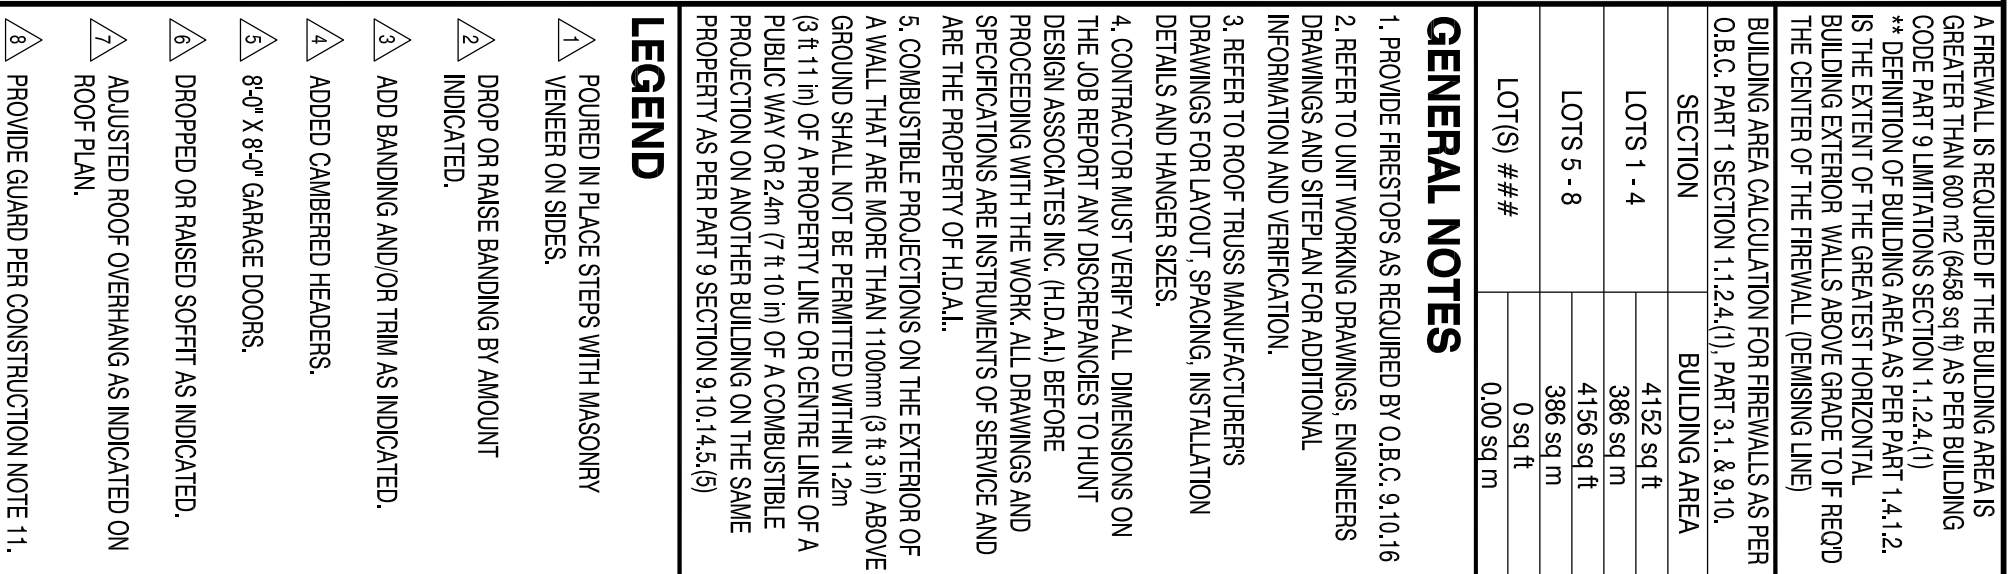 A FIREWALL IS REQUIRED IF THE BUILDING AREA IS
GREATER THAN 600 m2 (6458 sq ft) AS PER BUILDING
CODE PART 9 LIMITATIONS SECTION 1.1.2.4.(1)
** DEFINITION OF BUILDING AREA AS PER PART 1.4.1.2.
IS THE EXTENT OF THE GREATEST HORIZONTAL
BUILDING EXTERIOR WALLS ABOVE GRADE TO IF REQ'D
THE CENTER OF THE FIREWALL (DEMISING LINE)
BUILDING AREA CALCULATION FOR FIREWALLS AS PER
O.B.C. PART 1 SECTION 1.1.2.4.(1), PART 3.1. & 9.10.
SECTION BUILDING AREA
LOTS 1 - 4 4152 sq ft
386 sq m
LOTS 5 - 8 4156 sq ft
386 sq m
LOT(S) ### 0 sq ft
0.00 sq m
GENERAL NOTES
1. PROVIDE FIRESTOPS AS REQUIRED BY O.B.C. 9.10.16
2. REFER TO UNIT WORKING DRAWINGS, ENGINEERS
DRAWINGS AND SITEPLAN FOR ADDITIONAL
INFORMATION AND VERIFICATION.
3. REFER TO ROOF TRUSS MANUFACTURER'S
DRAWINGS FOR LAYOUT, SPACING, INSTALLATION
DETAILS AND HANGER SIZES.
4. CONTRACTOR MUST VERIFY ALL DIMENSIONS ON
THE JOB REPORT ANY DISCREPANCIES TO HUNT
DESIGN ASSOCIATES INC. (H.D.A.I.) BEFORE
PROCEEDING WITH THE WORK. ALL DRAWINGS AND
SPECIFICATIONS ARE INSTRUMENTS OF SERVICE AND
ARE THE PROPERTY OF H.D.A.I..
5. COMBUSTIBLE PROJECTIONS ON THE EXTERIOR OF
A WALL THAT ARE MORE THAN 1100mm (3 ft 3 in) ABOVE
GROUND SHALL NOT BE PERMITTED WITHIN 1.2m
(3 ft 11 in) OF A PROPERTY LINE OR CENTRE LINE OF A
PUBLIC WAY OR 2.4m (7 ft 10 in) OF A COMBUSTIBLE
PROJECTION ON ANOTHER BUILDING ON THE SAME
PROPERTY AS PER PART 9 SECTION 9.10.14.5.(5)
LEGEND
1 POURED IN PLACE STEPS WITH MASONRY
VENEER ON SIDES.
2 DROP OR RAISE BANDING BY AMOUNT
INDICATED.
3 ADD BANDING AND/OR TRIM AS INDICATED.
4 ADDED CAMBERED HEADERS.
5 8'-0" X 8'-0" GARAGE DOORS.
6 DROPPED OR RAISED SOFFIT AS INDICATED.
7 ADJUSTED ROOF OVERHANG AS INDICATED ON
ROOF PLAN.
8 PROVIDE GUARD PER CONSTRUCTION NOTE 11.